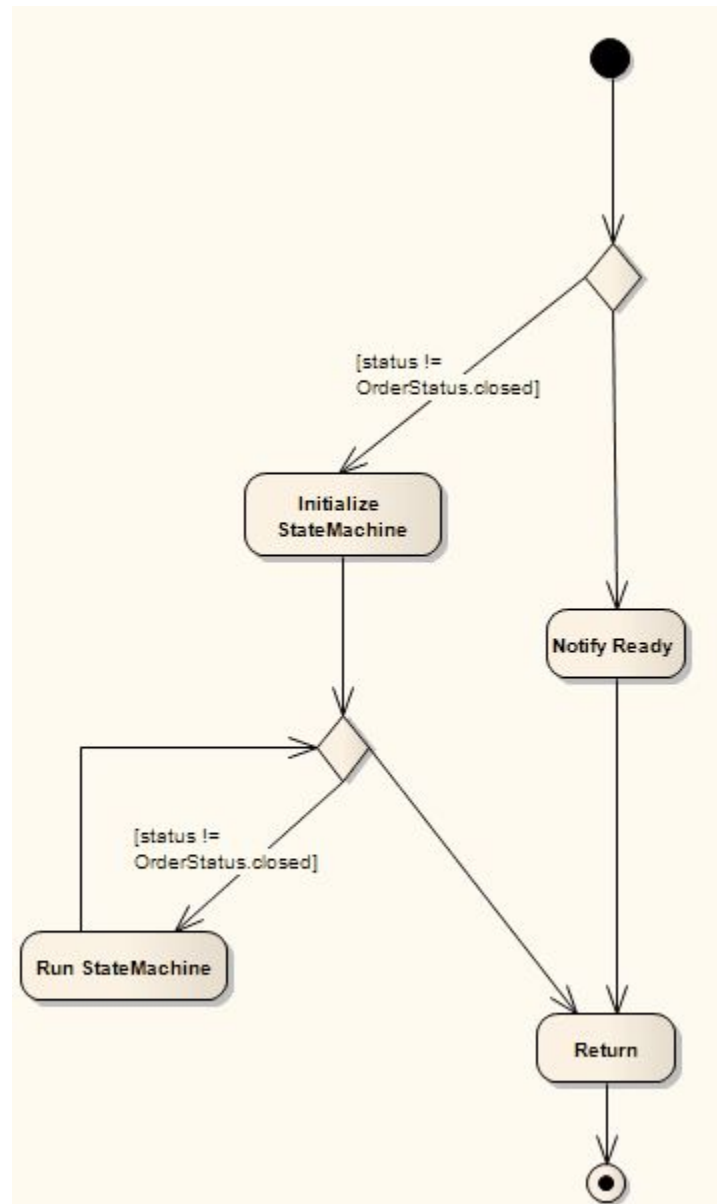 [status !=
OrderStatus.closed]
Initialize
StateMachine
Notify Ready
[status !=
OrderStatus.closed]
Run StateMachine
Return